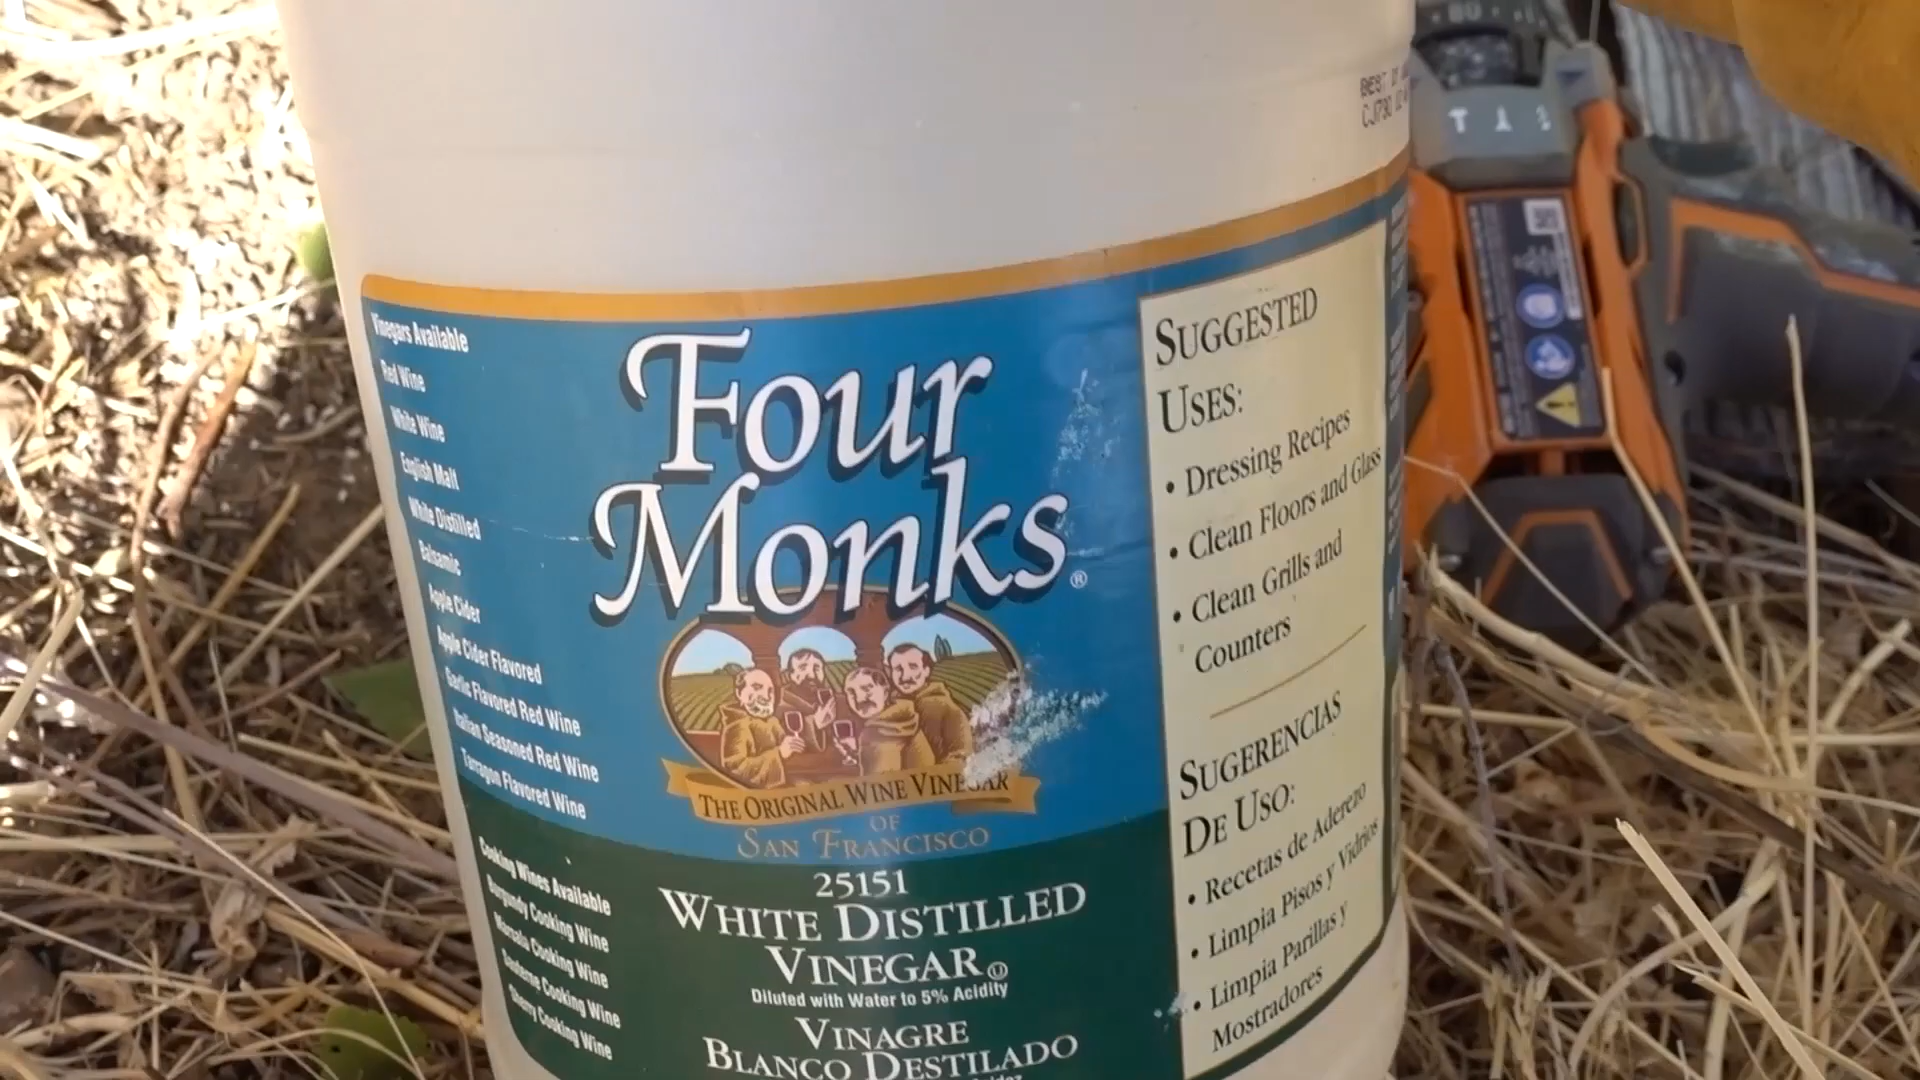 Vinegars Available
Red Wine
White Wine
English Malt
White Distilled
Balsamic
Apple Cider
Apple Cider Flavored
Garlic Flavored Red Wine
Italian Seasoned Red Wine
Tarragon Flavored Wine
Cooking Wines Available
Burgundy Cooking Wine
Marsala Cooking Wine
Sauterne Cooking Wine
Sherry Cooking Wine
FOUR
MONKS®
THE ORIGINAL WINE VINEGAR
OF
SAN FRANCISCO
25151
WHITE DISTILLED
VINEGAR Ⓤ
Diluted with Water to 5% Acidity
VINAGRE
BLANCO DESTILADO
SUGGESTED
USES:
• Dressing Recipes
• Clean Floors and Glass
• Clean Grills and
Counters
SUGERENCIAS
DE USO:
• Recetas de Aderezo
• Limpia Pisos y Vidrios
• Limpia Parillas y
Mostradores
BEST
80